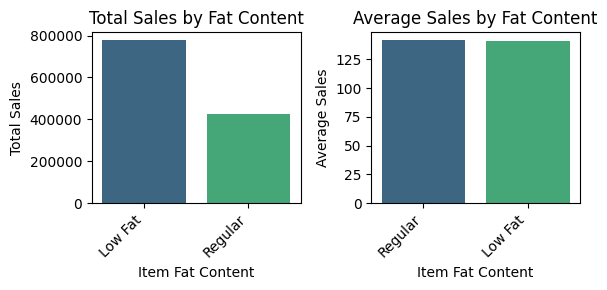 Total Sales by Fat Content
Total Sales
800000
600000
400000
200000
0
Low Fat
Regular
Item Fat Content
Average Sales by Fat Content
Average Sales
125
100
75
50
25
0
Regular
Low Fat
Item Fat Content